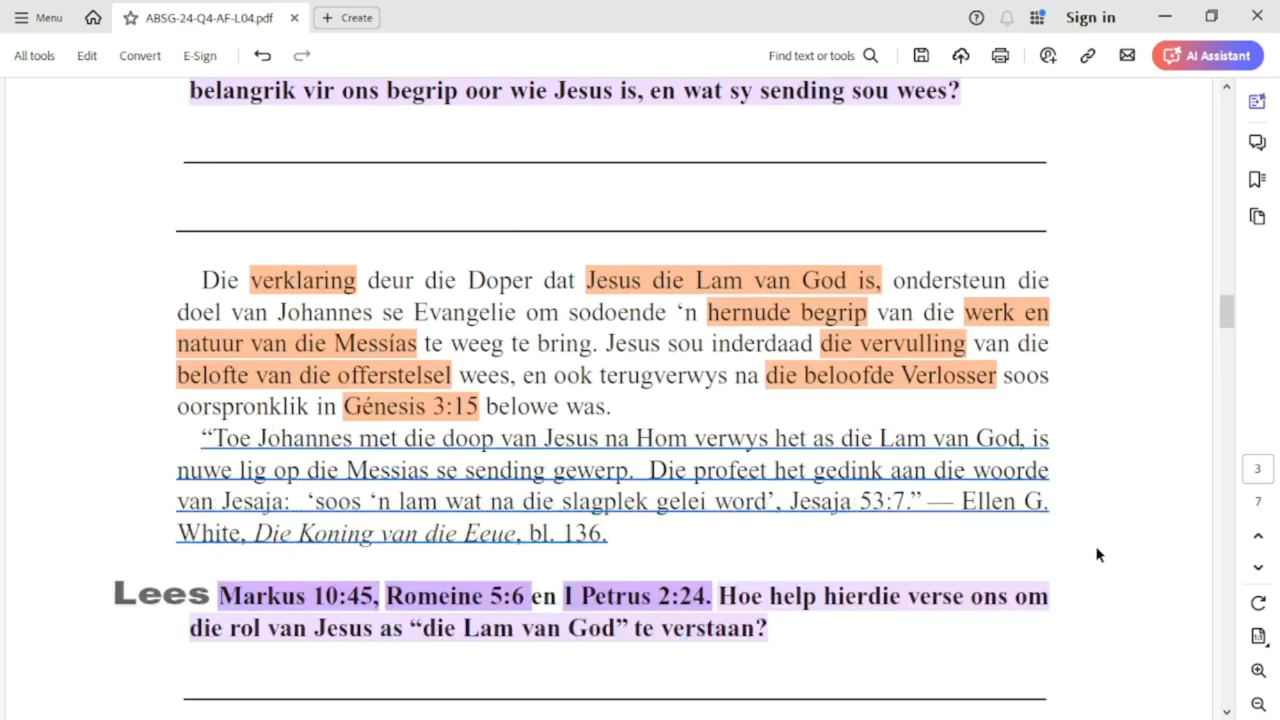 Menu
ABSG-24-Q4-AF-L04.pdf
Create
Sign in
All tools
Edit
Convert
E-Sign
Find text or tools
AI Assistant
belangrik vir ons begrip oor wie Jesus is, en wat sy sending sou wees?
Die verklaring deur die Doper dat Jesus die Lam van God is, ondersteun die
doel van Johannes se Evangelie om sodoende ‘n hernude begrip van die werk en
natuur van die Messías te weeg te bring. Jesus sou inderdaad die vervulling van die
belofte van die offerstelsel wees, en ook terugverwys na die beloofde Verlosser soos
oorspronklik in Génesis 3:15 belowe was.
“Toe Johannes met die doop van Jesus na Hom verwys het as die Lam van God, is
nuwe lig op die Messias se sending gewerp. Die profeet het gedink aan die woorde
van Jesaja: ‘soos ‘n lam wat na die slagplek gelei word’, Jesaja 53:7.” — Ellen G.
White, Die Koning van die Eeue, bl. 136.
Lees Markus 10:45, Romeine 5:6 en I Petrus 2:24. Hoe help hierdie verse ons om
die rol van Jesus as “die Lam van God” te verstaan?
3
7